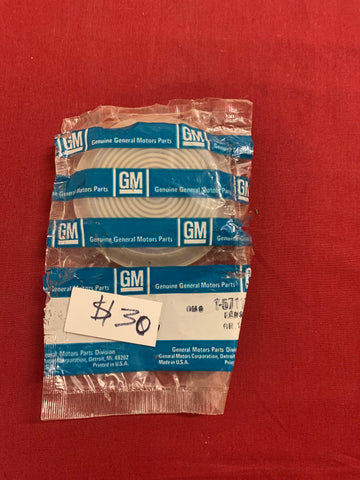 GM
GM
Genuine General Motors Parts
GM
Motors Parts
GM
Genuine General Motors Parts
GM
Genuine General Motors Parts
GM
Genuine General Motors Parts
$30
General Motors Parts Division
General Motors Corporation, Detroit, MI. 48202
Printed in U.S.A.
General Motors Parts Division
General Motors Corporation, Detroit
Made in U.S.A.